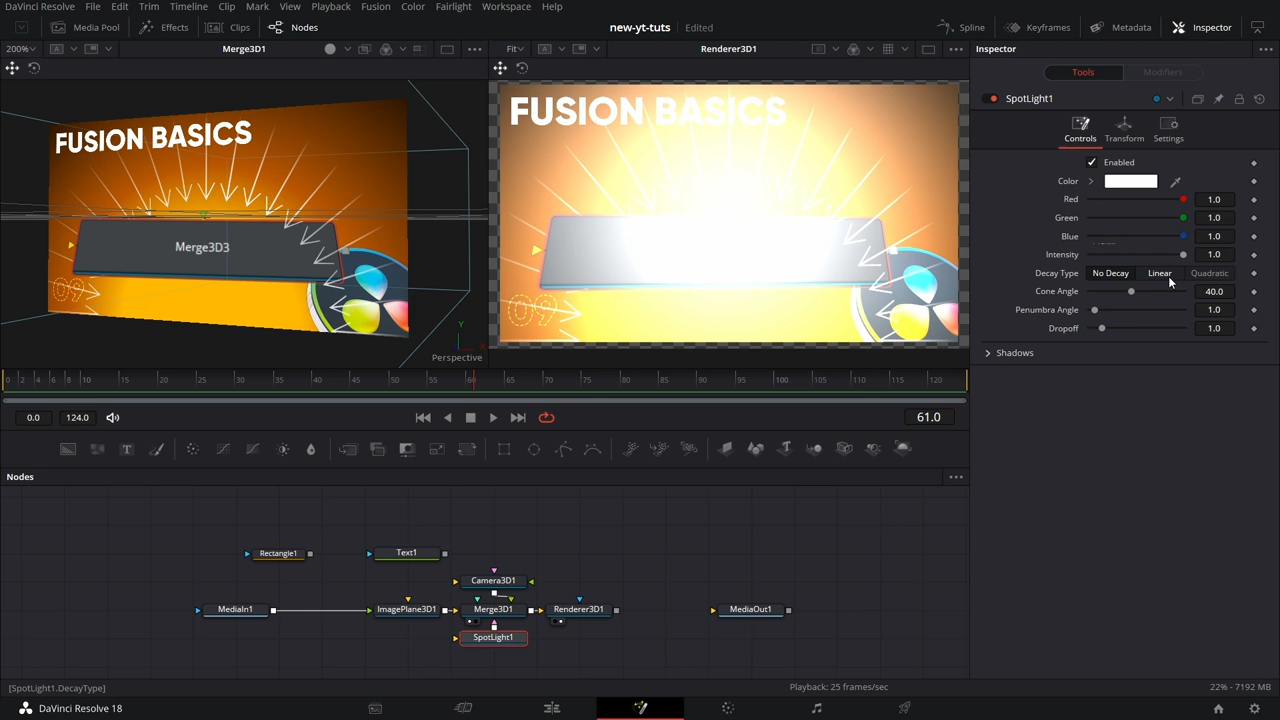 DaVinci Resolve File Edit Trim Timeline Clip Mark View Playback Fusion Color Fairlight Workspace Help
Media Pool Effects Clips Nodes new-yt-tuts Edited Spline Keyframes Metadata Inspector
200% Merge3D1 Fit Renderer3D1 Inspector
Tools Modifiers
SpotLight1
Controls Transform Settings
Enabled
Color
Red 1.0
Green 1.0
Blue 1.0
Intensity 1.0
Decay Type No Decay Linear Quadratic
Cone Angle 40.0
Penumbra Angle 1.0
Dropoff 1.0
Shadows
FUSION BASICS
Merge3D3
09
Y
Perspective
FUSION BASICS
09
0 2 4 6 8 10 15 20 25 30 35 40 45 50 55 60 65 70 75 80 85 90 95 100 105 110 115 120
0.0 124.0 61.0
Nodes
Rectangle1 Text1
Camera3D1
MediaIn1 ImagePlane3D1 Merge3D1 Renderer3D1 MediaOut1
SpotLight1
[SpotLight1.DecayType] Playback: 25 frames/sec 22% - 7192 MB
DaVinci Resolve 18